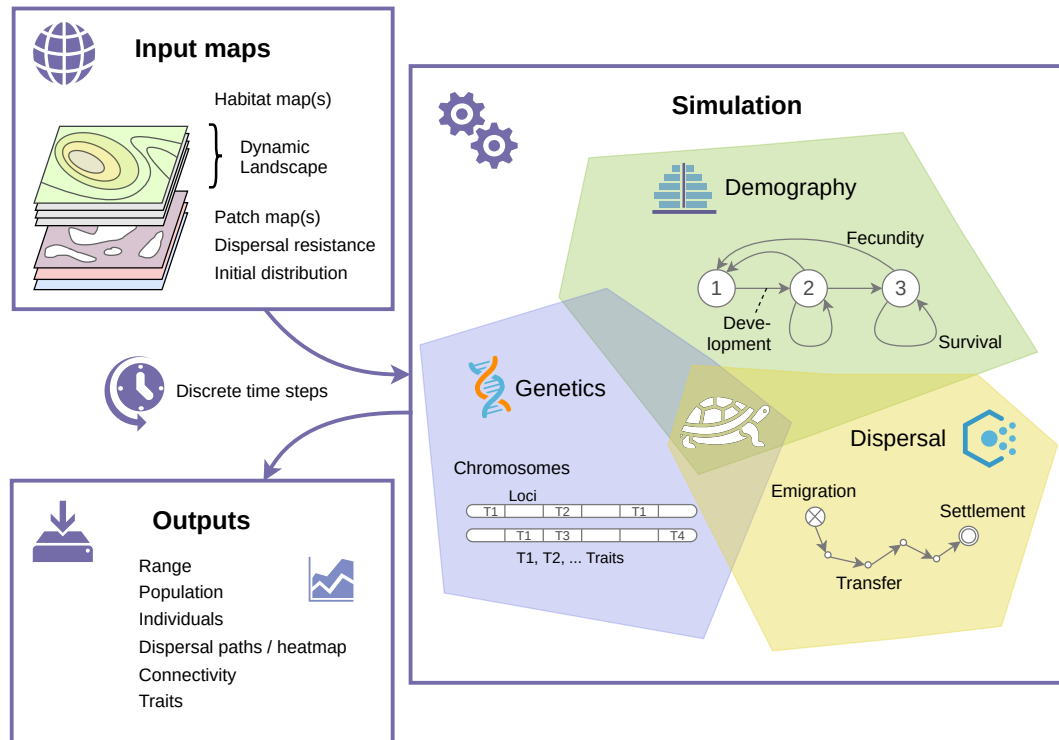 Input maps
Habitat map(s)
Dynamic
Landscape
Patch map(s)
Dispersal resistance
Initial distribution
Discrete time steps
Outputs
Range
Population
Individuals
Dispersal paths / heatmap
Connectivity
Traits
Simulation
Demography
Fecundity
1 2 3
Deve-
lopment
Survival
Genetics
Chromosomes
Loci
T1 T2 T1
T1 T3 T4
T1, T2, ... Traits
Dispersal
Emigration
Settlement
Transfer